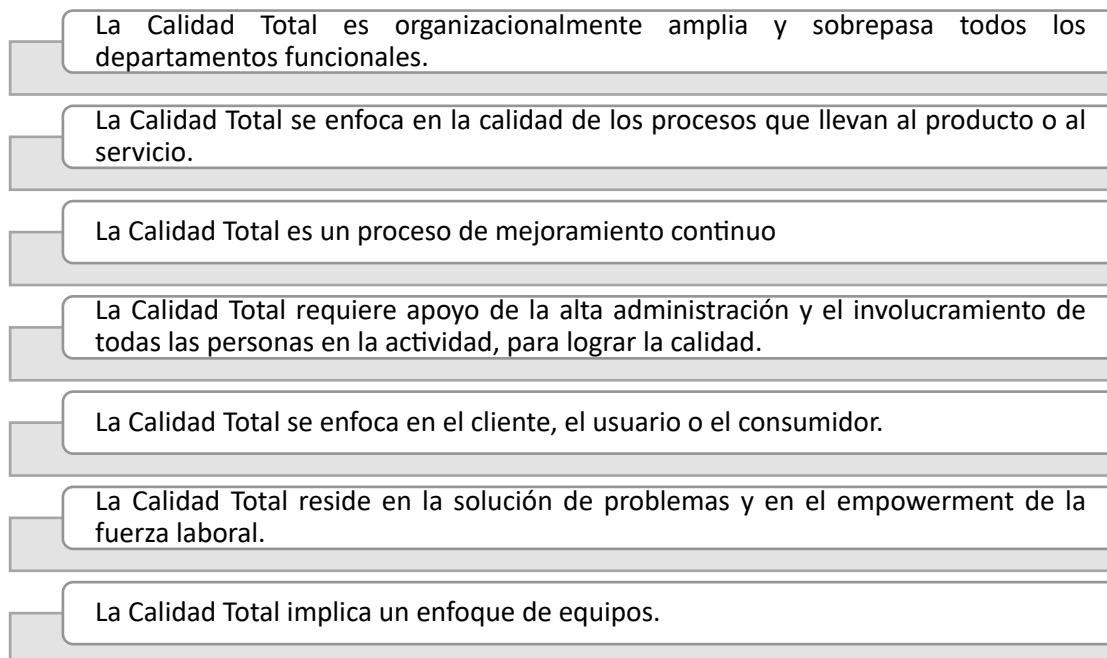 La Calidad Total es organizacionalmente amplia y sobrepasa todos los
departamentos funcionales.
La Calidad Total se enfoca en la calidad de los procesos que llevan al producto o al
servicio.
La Calidad Total es un proceso de mejoramiento continuo
La Calidad Total requiere apoyo de la alta administración y el involucramiento de
todas las personas en la actividad, para lograr la calidad.
La Calidad Total se enfoca en el cliente, el usuario o el consumidor.
La Calidad Total reside en la solución de problemas y en el empowerment de la
fuerza laboral.
La Calidad Total implica un enfoque de equipos.